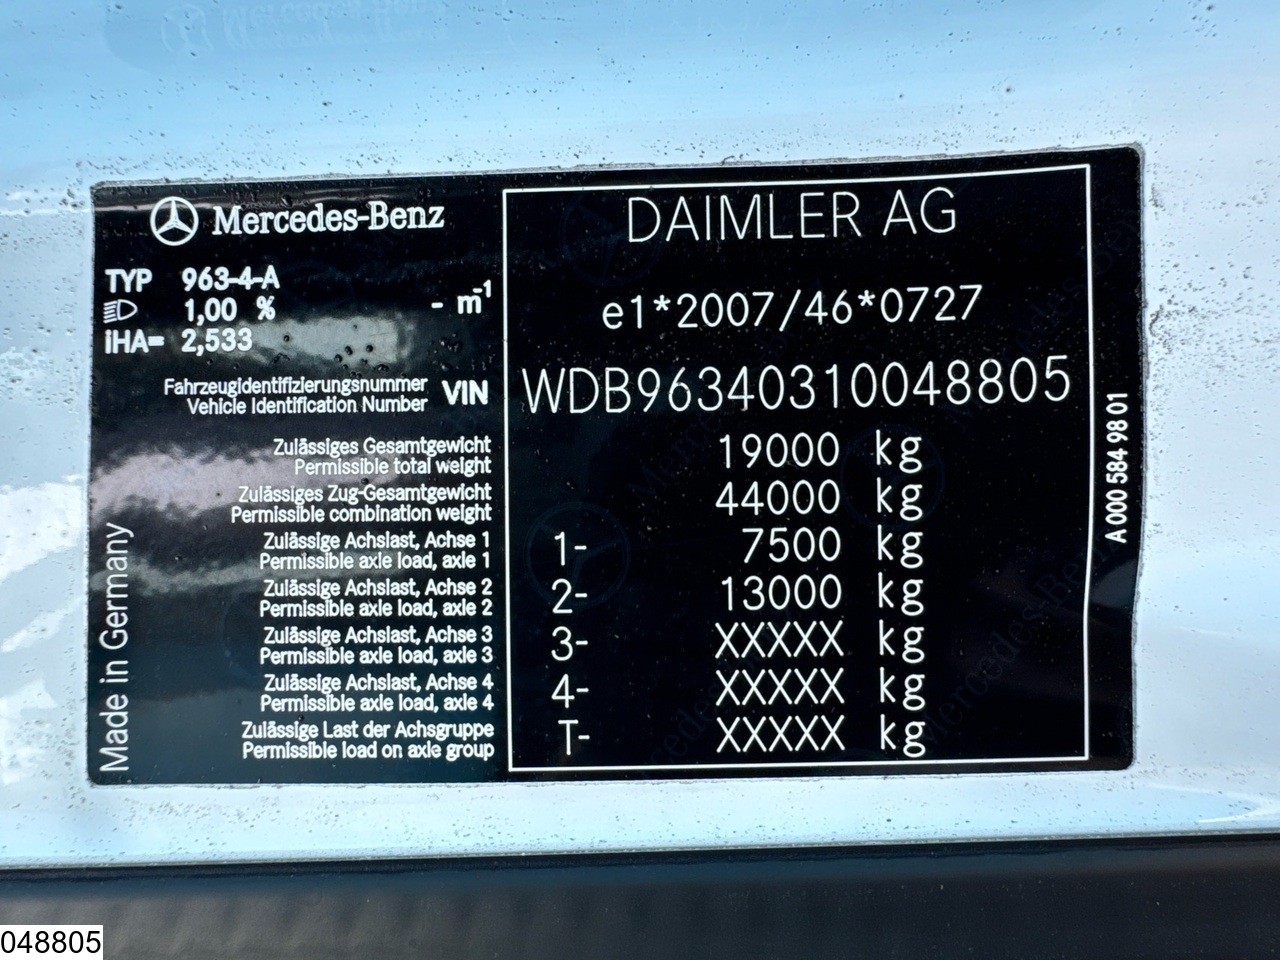 Mercedes-Benz
TYP 963-4-A
1,00 % - m-1
iHA= 2,533
Fahrzeugidentifizierungsnummer
Vehicle Identification Number
VIN
Zulässiges Gesamtgewicht
Permissible total weight
Zulässiges Zug-Gesamtgewicht
Permissible combination weight
Zulässige Achslast, Achse 1
Permissible axle load, axle 1
Zulässige Achslast, Achse 2
Permissible axle load, axle 2
Zulässige Achslast, Achse 3
Permissible axle load, axle 3
Zulässige Achslast, Achse 4
Permissible axle load, axle 4
Zulässige Last der Achsgruppe
Permissible load on axle group
Made in Germany
DAIMLER AG
e1*2007/46*0727
WDB96340310048805
19000 kg
44000 kg
1- 7500 kg
2- 13000 kg
3- XXXXX kg
4- XXXXX kg
T- XXXXX kg
A 000 584 98 01
048805